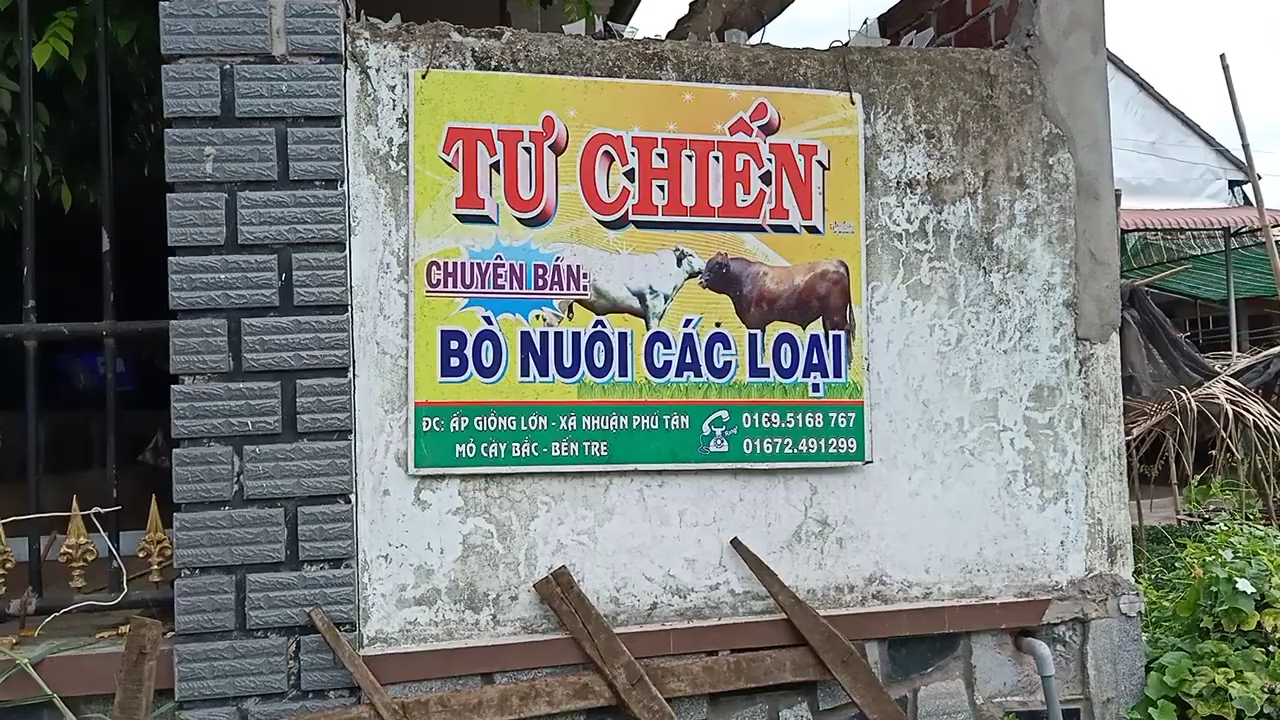 TƯ CHIẾN
CHUYÊN BÁN:
BÒ NUÔI CÁC LOẠI
ĐC: ẤP GIỒNG LỚN - XÃ NHUẬN PHÚ TÂN
MỎ CÀY BẮC - BẾN TRE
0169.5168 767
01672.491299